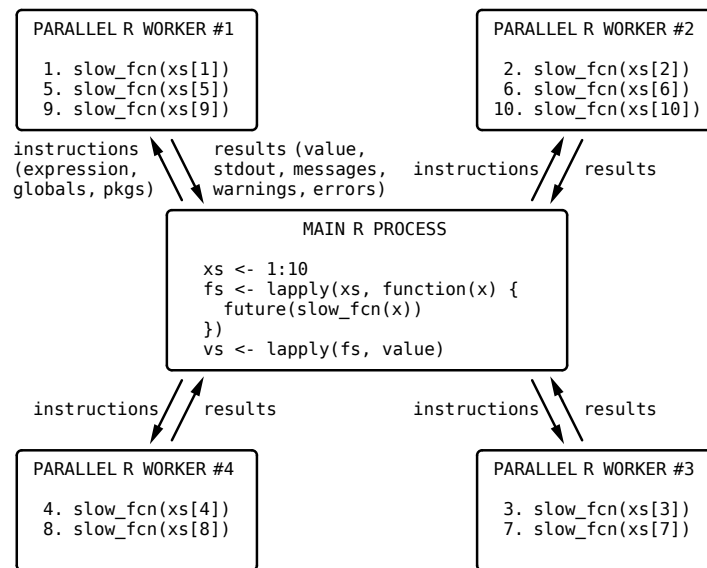 PARALLEL R WORKER #1
1. slow_fcn(xs[1])
5. slow_fcn(xs[5])
9. slow_fcn(xs[9])
PARALLEL R WORKER #2
2. slow_fcn(xs[2])
6. slow_fcn(xs[6])
10. slow_fcn(xs[10])
instructions
(expression,
globals, pkgs)
results (value,
stdout, messages,
warnings, errors)
instructions
results
MAIN R PROCESS
xs <- 1:10
fs <- lapply(xs, function(x) {
  future(slow_fcn(x))
})
vs <- lapply(fs, value)
instructions
results
instructions
results
PARALLEL R WORKER #4
4. slow_fcn(xs[4])
8. slow_fcn(xs[8])
PARALLEL R WORKER #3
3. slow_fcn(xs[3])
7. slow_fcn(xs[7])